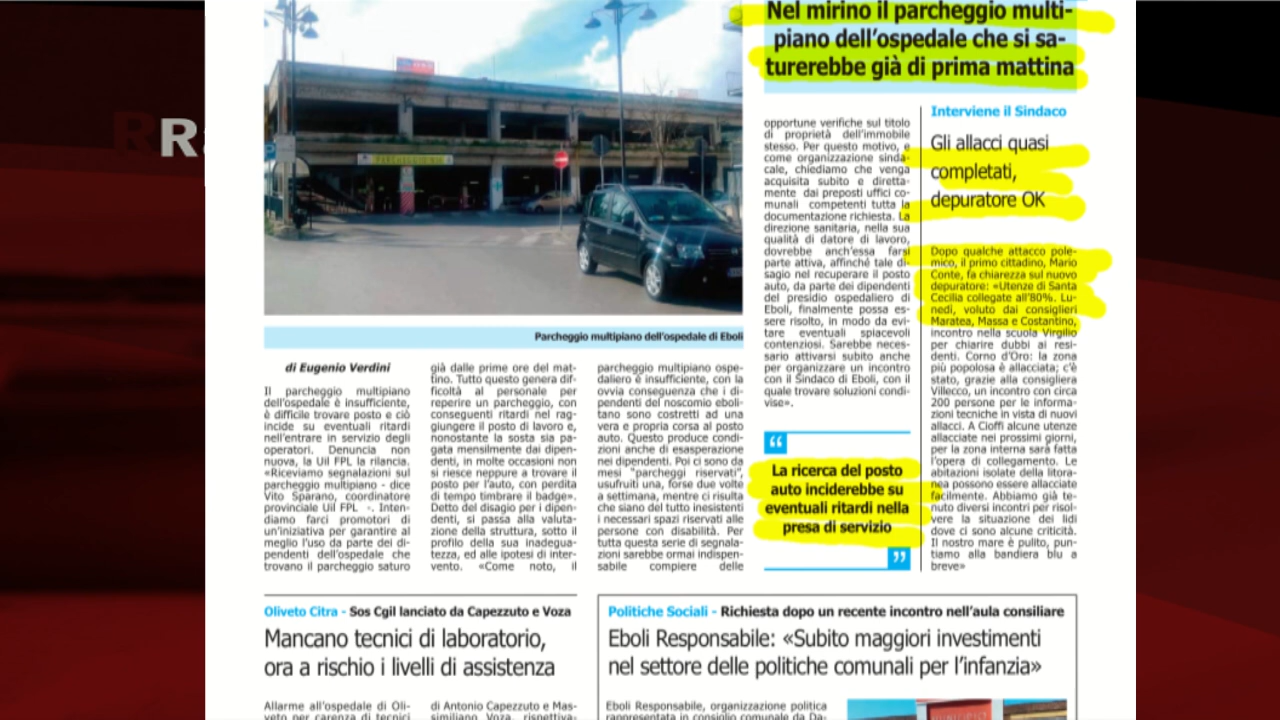 Nel mirino il parcheggio multi-
piano dell'ospedale che si sa-
turerebbe già di prima mattina
Parcheggio multipiano dell'ospedale di Eboli
di Eugenio Verdini
Il parcheggio multipiano
dell'ospedale è insufficiente,
è difficile trovare posto e ciò
incide su eventuali ritardi
nell'entrare in servizio degli
operatori. Denuncia non
nuova, la Uil FPL la rilancia.
«Riceviamo segnalazioni sul
parcheggio multipiano - dice
Vito Sparano, coordinatore
provinciale Uil FPL -. Inten-
diamo farci promotori di
un'iniziativa per garantire al
meglio l'uso da parte dei di-
pendenti dell'ospedale che
trovano il parcheggio saturo
già dalle prime ore del mat-
tino. Tutto questo genera dif-
ficoltà al personale per
reperire un parcheggio, con
conseguenti ritardi nel rag-
giungere il posto di lavoro e,
nonostante la sosta sia pa-
gata mensilmente dai dipen-
denti, in molte occasioni non
si riesce neppure a trovare il
posto per l'auto, con perdita
di tempo timbrare il badge».
Detto del disagio per i dipen-
denti, si passa alla valuta-
zione della struttura, sotto il
profilo della sua inadegua-
tezza, ed alle ipotesi di inter-
vento. «Come noto, il
parcheggio multipiano ospe-
daliero è insufficiente, con la
ovvia conseguenza che i di-
pendenti del noscomio eboli-
tano sono costretti ad una
vera e propria corsa al posto
auto. Questo produce condi-
zioni anche di esasperazione
nei dipendenti. Poi ci sono da
mesi "parcheggi riservati",
usufruiti una, forse due volte
a settimana, mentre ci risulta
che siano del tutto inesistenti
i necessari spazi riservati alle
persone con disabilità. Per
tutta questa serie di segnala-
zioni sarebbe ormai indispen-
sabile compiere delle
opportune verifiche sul titolo
di proprietà dell'immobile
stesso. Per questo motivo, e
come organizzazione sinda-
cale, chiediamo che venga
acquisita subito e diretta-
mente dai preposti uffici co-
munali competenti tutta la
documentazione richiesta. La
direzione sanitaria, nella sua
qualità di datore di lavoro,
dovrebbe anch'essa farsi
parte attiva, affinché tale di-
sagio nel recuperare il posto
auto, da parte dei dipendenti
del presidio ospedaliero di
Eboli, finalmente possa es-
sere risolto, in modo da evi-
tare eventuali spiacevoli
contenziosi. Sarebbe neces-
sario attivarsi subito anche
per organizzare un incontro
con il Sindaco di Eboli, con il
quale trovare soluzioni condi-
vise».
“
La ricerca del posto
auto inciderebbe su
eventuali ritardi nella
presa di servizio
”
Interviene il Sindaco
Gli allacci quasi
completati,
depuratore OK
Dopo qualche attacco pole-
mico, il primo cittadino, Mario
Conte, fa chiarezza sul nuovo
depuratore: «Utenze di Santa
Cecilia collegate all'80%. Lu-
nedì, voluto dai consiglieri
Maratea, Massa e Costantino,
incontro nella scuola Virgilio
per chiarire dubbi ai resi-
denti. Corno d'Oro: la zona
più popolosa è allacciata; c'è
stato, grazie alla consigliera
Villecco, un incontro con circa
200 persone per le informa-
zioni tecniche in vista di nuovi
allacci. A Cioffi alcune utenze
allacciate nei prossimi giorni,
per la zona interna sarà fatta
l'opera di collegamento. Le
abitazioni isolate della litora-
nea possono essere allacciate
facilmente. Abbiamo già te-
nuto diversi incontri per risol-
vere la situazione dei lidi
dove ci sono alcune criticità.
Il nostro mare è pulito, pun-
tiamo alla bandiera blu a
breve»
Oliveto Citra - Sos Cgil lanciato da Capezzuto e Voza
Mancano tecnici di laboratorio,
ora a rischio i livelli di assistenza
Allarme all'ospedale di Oli-
veto per carenza di tecnici
di Antonio Capezzuto e Mas-
similiano Voza, rispettiva-
Politiche Sociali - Richiesta dopo un recente incontro nell'aula consiliare
Eboli Responsabile: «Subito maggiori investimenti
nel settore delle politiche comunali per l'infanzia»
Eboli Responsabile, organizzazione politica
rappresentata in consiglio comunale da Da-